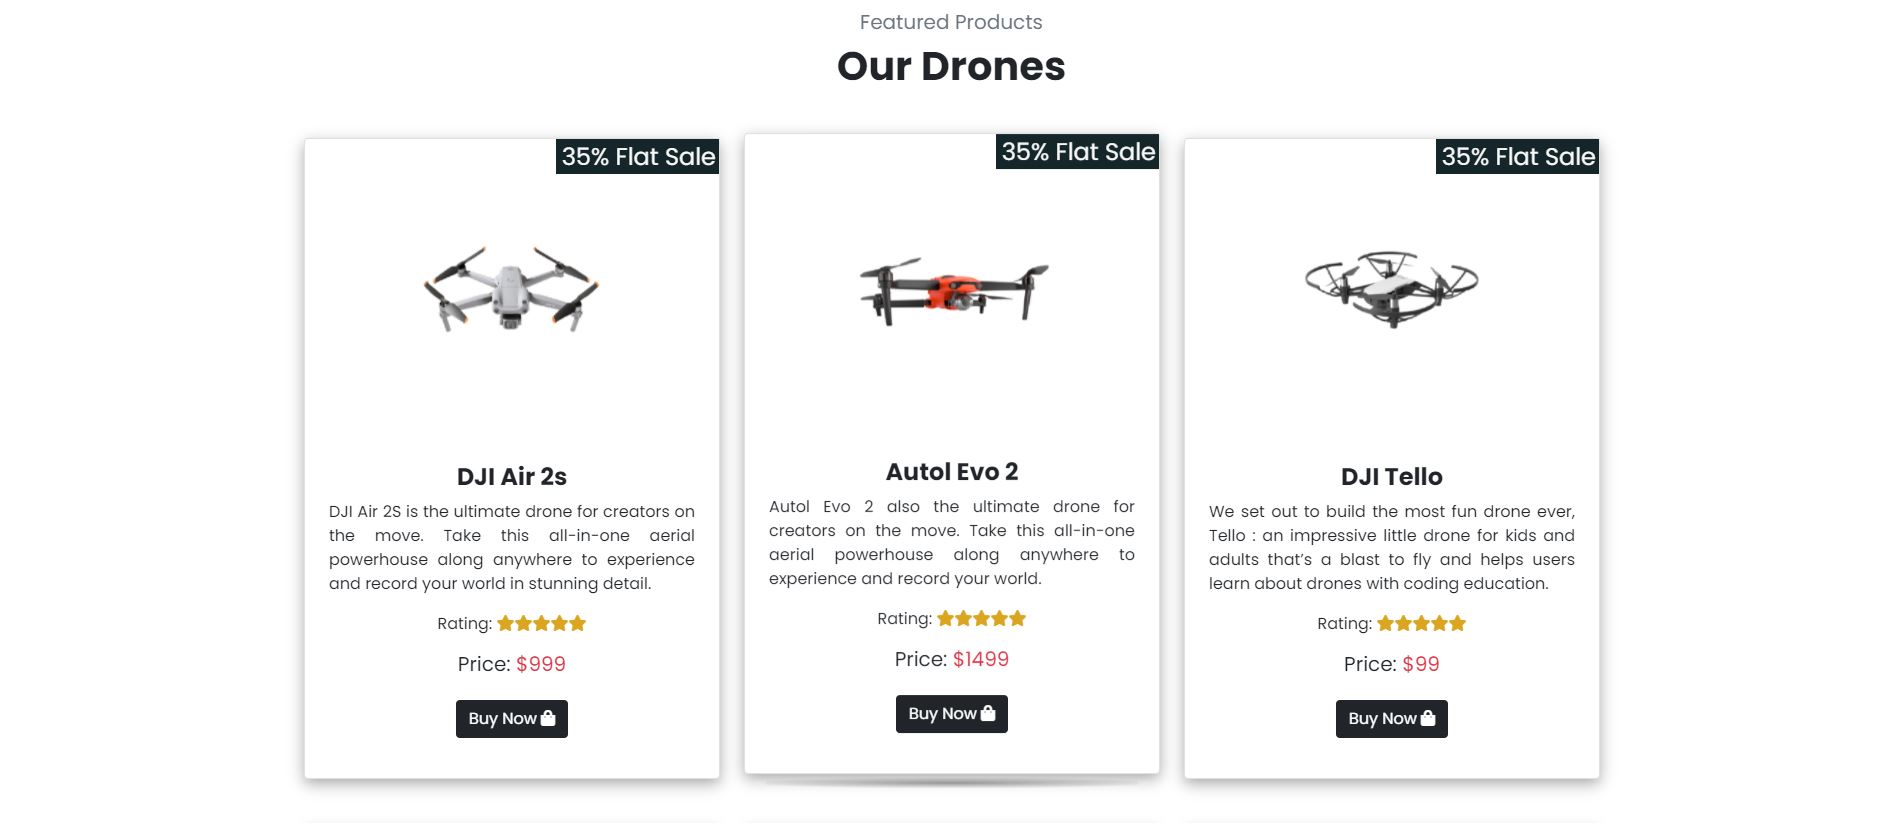 Featured Products
Our Drones
35% Flat Sale
DJI Air 2s
DJI Air 2S is the ultimate drone for creators on
the move. Take this all-in-one aerial
powerhouse along anywhere to experience
and record your world in stunning detail.
Rating:
Price: $999
Buy Now
35% Flat Sale
Autol Evo 2
Autol Evo 2 also the ultimate drone for
creators on the move. Take this all-in-one
aerial powerhouse along anywhere to
experience and record your world.
Rating:
Price: $1499
Buy Now
35% Flat Sale
DJI Tello
We set out to build the most fun drone ever,
Tello : an impressive little drone for kids and
adults that’s a blast to fly and helps users
learn about drones with coding education.
Rating:
Price: $99
Buy Now